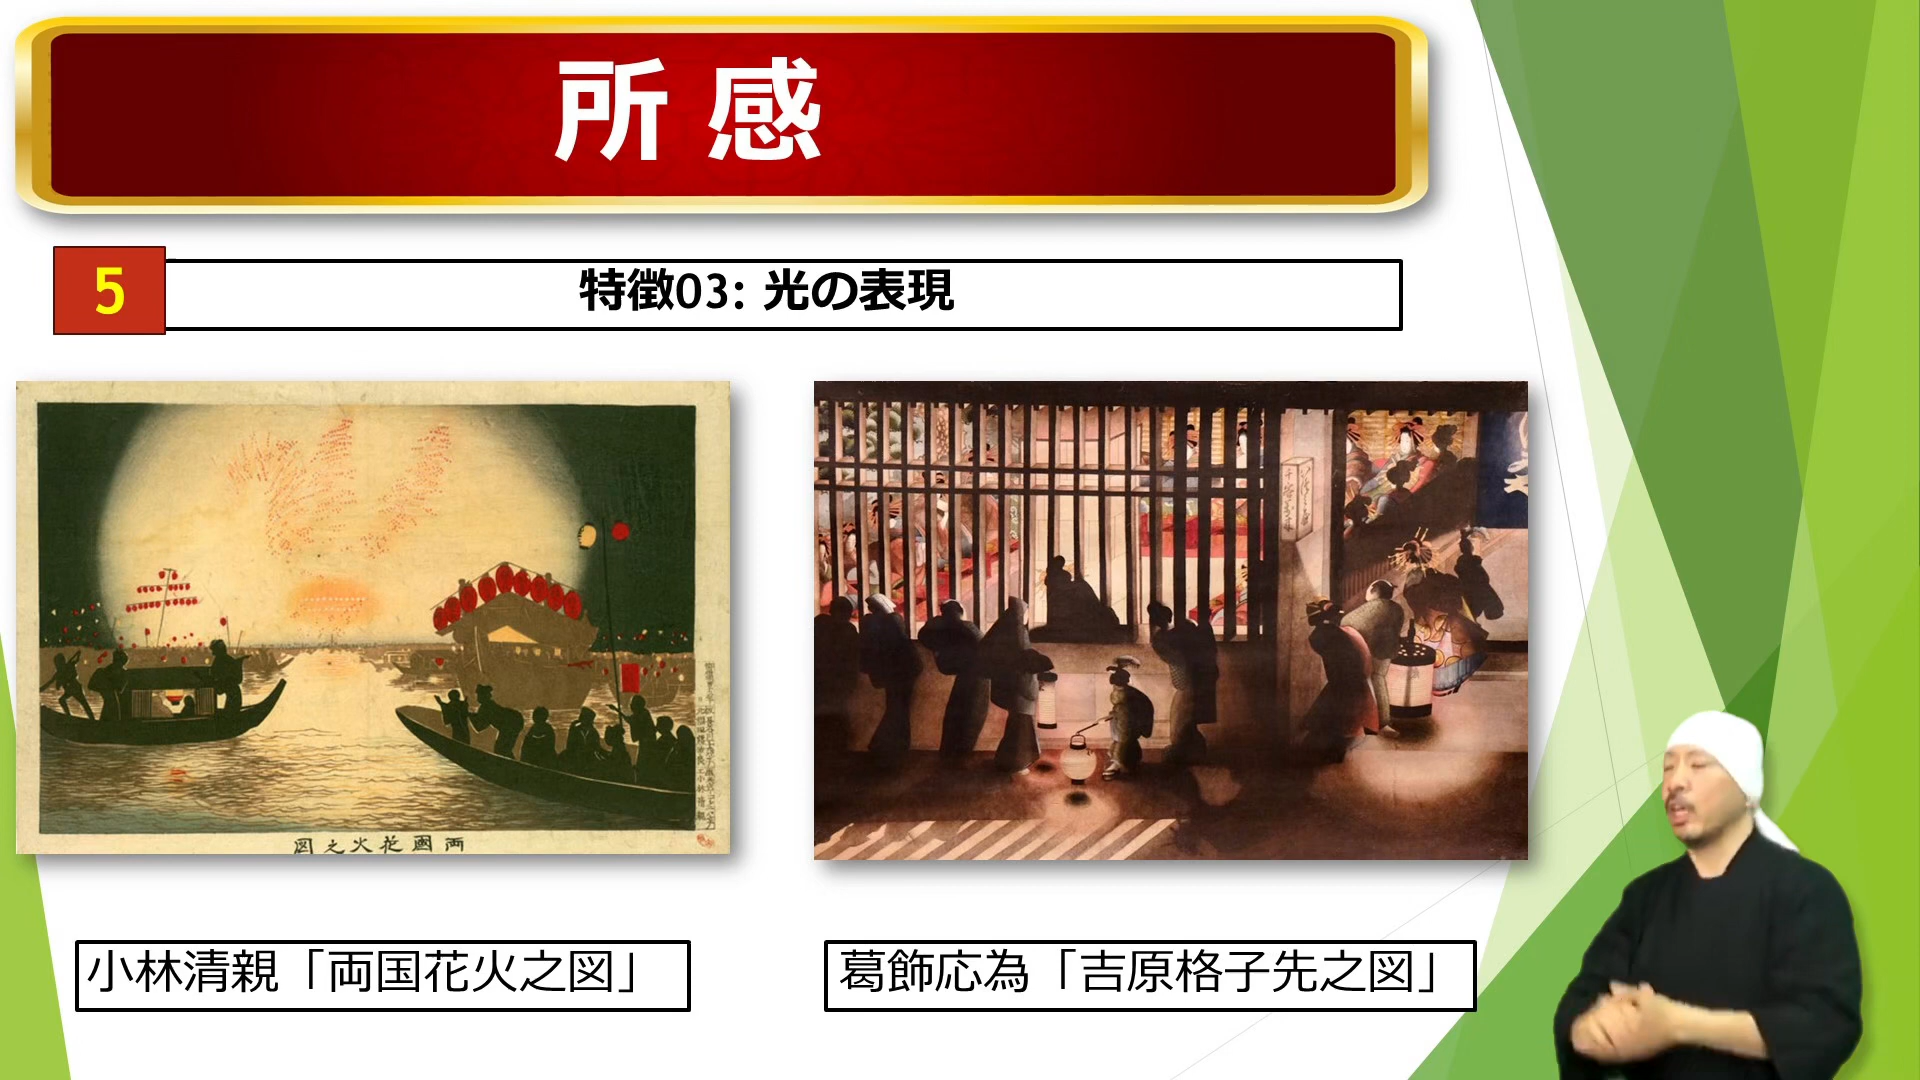 所感
5
特徴03: 光の表現
両國花火之図
小林清親「両国花火之図」
葛飾応為「吉原格子先之図」